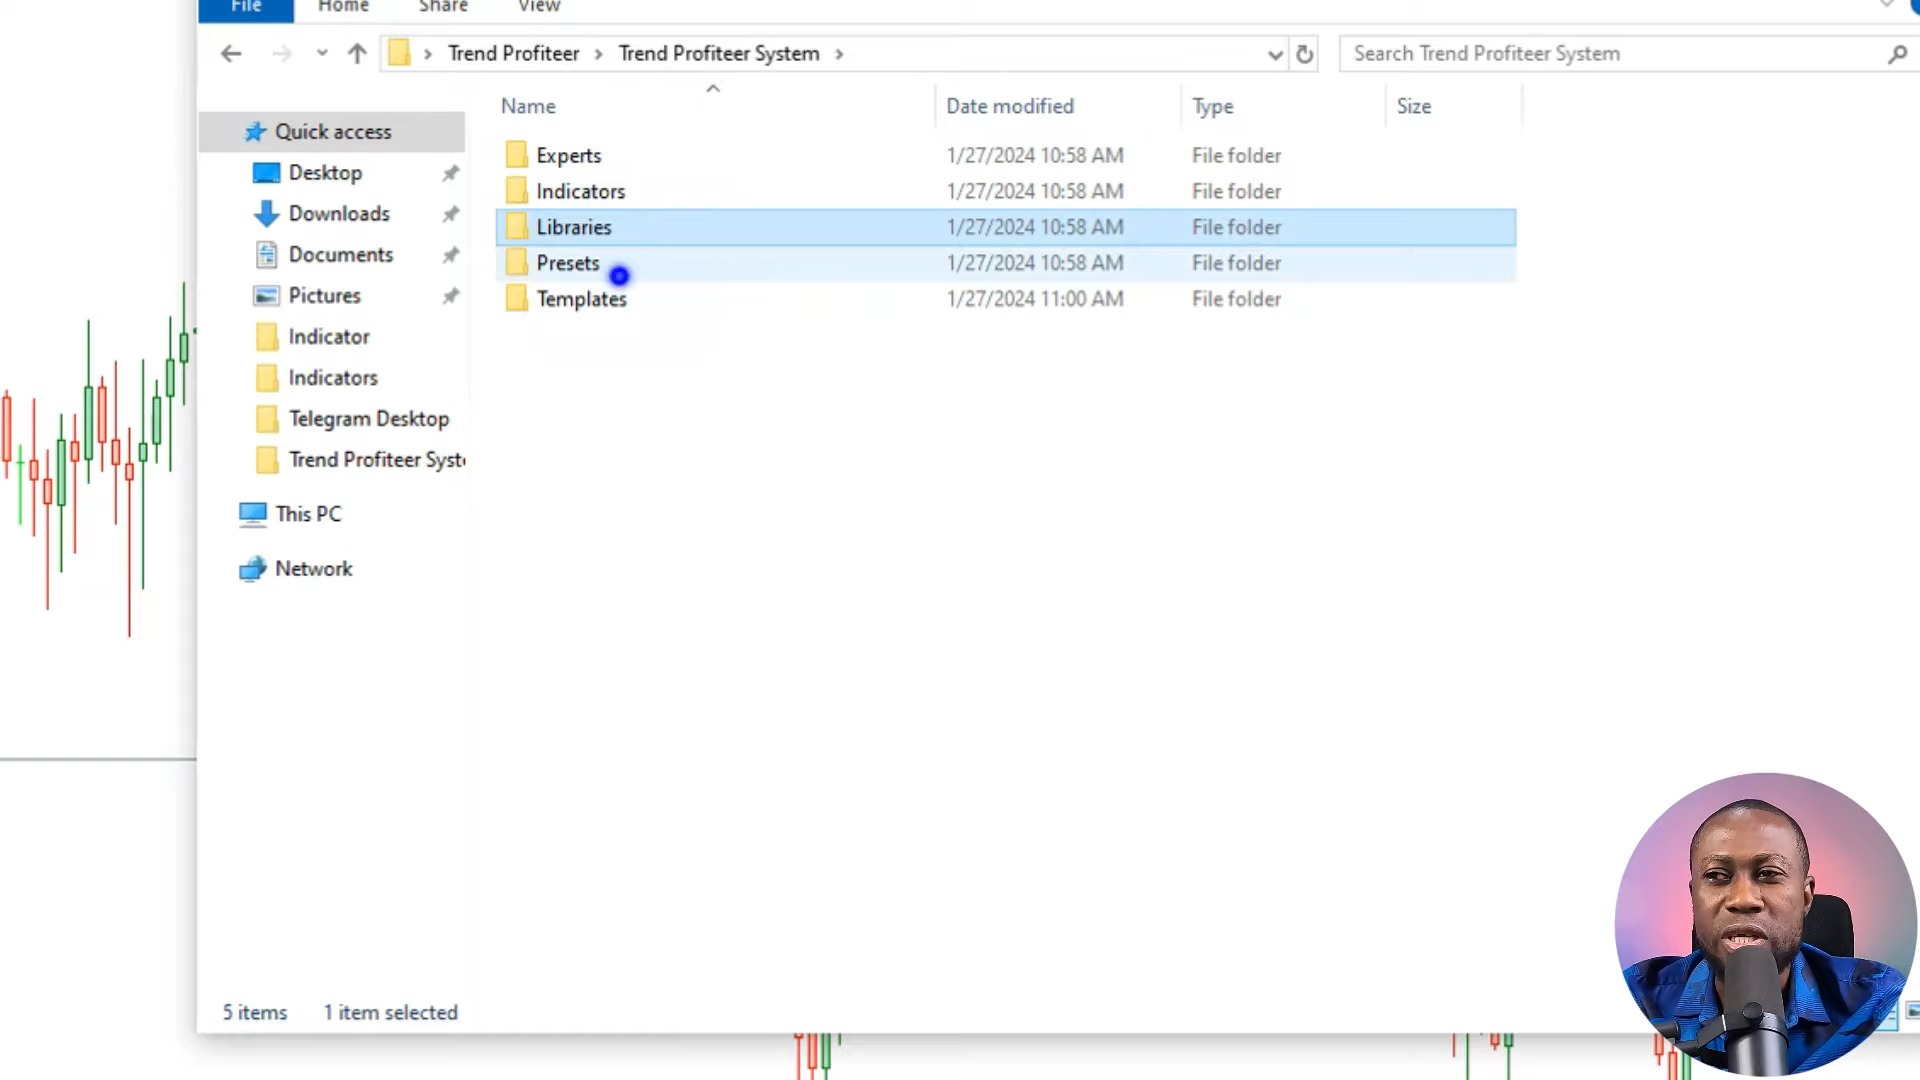 File Home Share View
Trend Profiteer Trend Profiteer System Search Trend Profiteer System
Name Date modified Type Size
Quick access
Desktop
Downloads
Documents
Pictures
Indicator
Indicators
Telegram Desktop
Trend Profiteer Syste
This PC
Network
Experts 1/27/2024 10:58 AM File folder
Indicators 1/27/2024 10:58 AM File folder
Libraries 1/27/2024 10:58 AM File folder
Presets 1/27/2024 10:58 AM File folder
Templates 1/27/2024 11:00 AM File folder
5 items 1 item selected